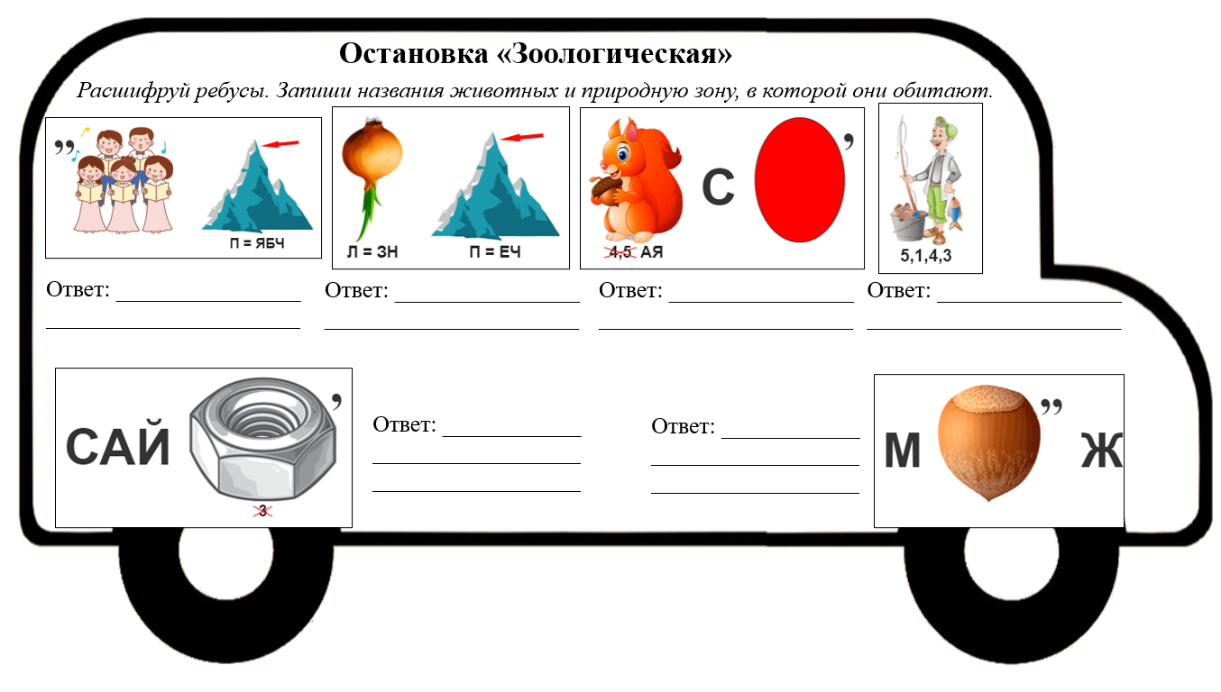 Остановка «Зоологическая»
Расшифруй ребусы. Запиши названия животных и природную зону, в которой они обитают.
,,
П = ЯБЧ
Л = ЗН
П = ЕЧ
4,5 АЯ
С
,
5,1,4,3
Ответ:
Ответ:
Ответ:
Ответ:
САЙ
,
3
Ответ:
Ответ:
М
,,
Ж